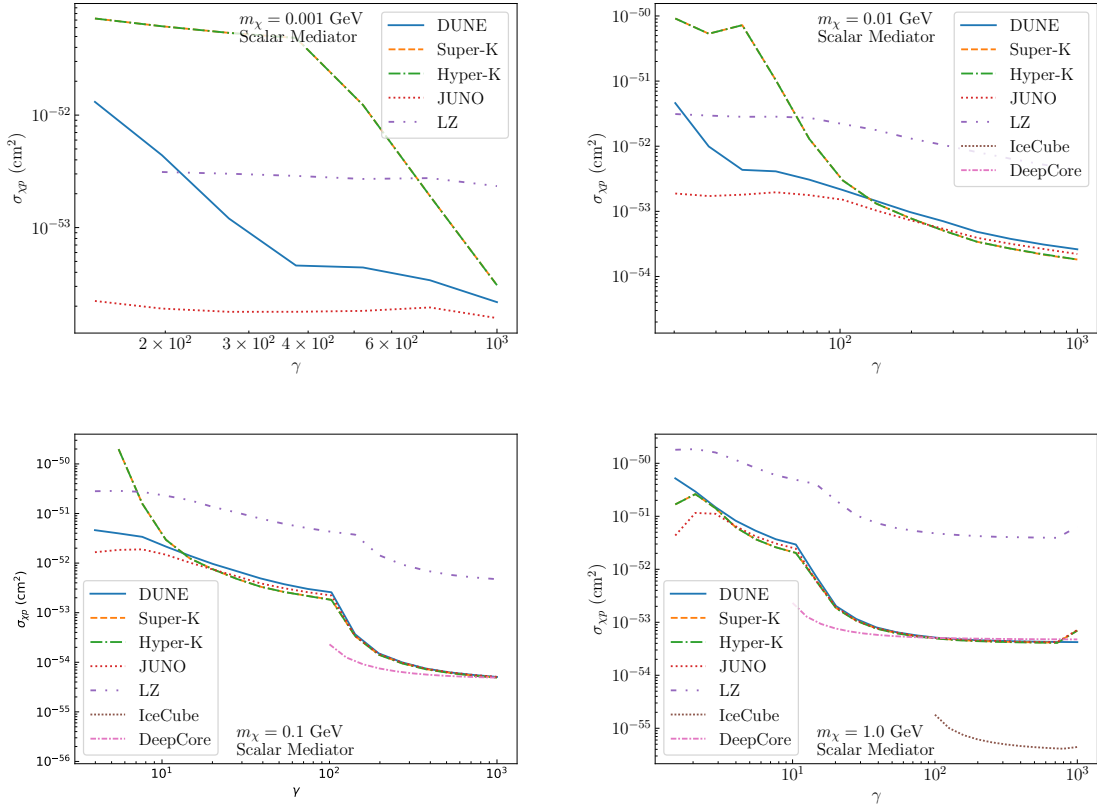 m_χ = 0.001 GeV
Scalar Mediator
DUNE
Super-K
Hyper-K
JUNO
LZ
10⁻⁵²
10⁻⁵³
σ_χp (cm²)
2 × 10²
3 × 10²
4 × 10²
6 × 10²
10³
γ
m_χ = 0.01 GeV
Scalar Mediator
DUNE
Super-K
Hyper-K
JUNO
LZ
IceCube
DeepCore
10⁻⁵⁰
10⁻⁵¹
10⁻⁵²
10⁻⁵³
10⁻⁵⁴
σ_χp (cm²)
10²
10³
γ
10⁻⁵⁰
10⁻⁵¹
10⁻⁵²
10⁻⁵³
10⁻⁵⁴
10⁻⁵⁵
10⁻⁵⁶
σ_χp (cm²)
DUNE
Super-K
Hyper-K
JUNO
LZ
IceCube
DeepCore
m_χ = 0.1 GeV
Scalar Mediator
10¹
10²
10³
γ
10⁻⁵⁰
10⁻⁵¹
10⁻⁵²
10⁻⁵³
10⁻⁵⁴
10⁻⁵⁵
σ_χp (cm²)
DUNE
Super-K
Hyper-K
JUNO
LZ
IceCube
DeepCore
m_χ = 1.0 GeV
Scalar Mediator
10¹
10²
10³
γ